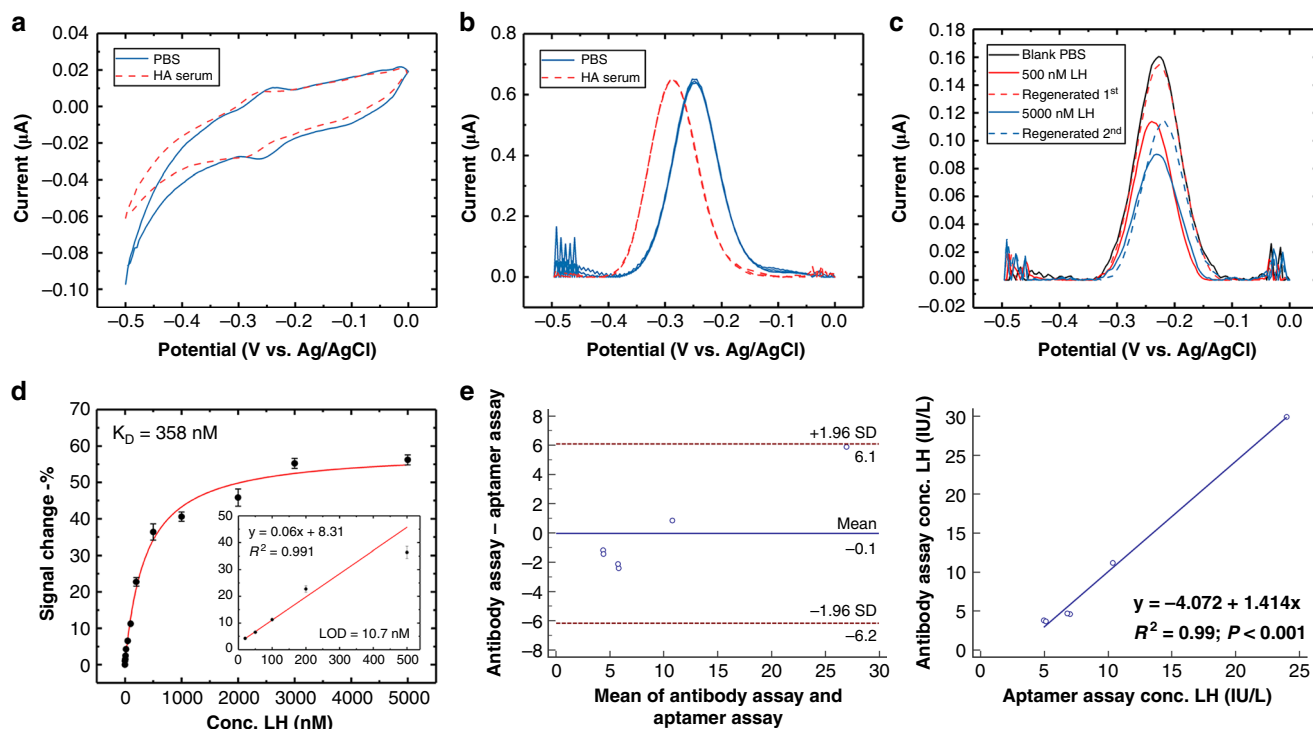 a
PBS
HA serum
0.04
0.02
0.00
−0.02
−0.04
−0.06
−0.08
−0.10
Current (µA)
−0.5 −0.4 −0.3 −0.2 −0.1 0.0
Potential (V vs. Ag/AgCl)
b
PBS
HA serum
0.8
0.6
0.4
0.2
0.0
Current (µA)
−0.5 −0.4 −0.3 −0.2 −0.1 0.0
Potential (V vs. Ag/AgCl)
c
Blank PBS
500 nM LH
Regenerated 1st
5000 nM LH
Regenerated 2nd
0.18
0.16
0.14
0.12
0.10
0.08
0.06
0.04
0.02
0.00
−0.02
Current (µA)
−0.5 −0.4 −0.3 −0.2 −0.1 0.0
Potential (V vs. Ag/AgCl)
d
KD = 358 nM
70
60
50
40
30
20
10
0
Signal change -%
0 1000 2000 3000 4000 5000
Conc. LH (nM)
50
40
30
20
10
0
y = 0.06x + 8.31
R2 = 0.991
LOD = 10.7 nM
0 100 200 300 400 500
e
8
6
4
2
0
−2
−4
−6
−8
Antibody assay – aptamer assay
+1.96 SD
6.1
Mean
−0.1
−1.96 SD
−6.2
0 5 10 15 20 25 30
Mean of antibody assay and
aptamer assay
30
25
20
15
10
5
0
Antibody assay conc. LH (IU/L)
y = −4.072 + 1.414x
R2 = 0.99; P < 0.001
0 5 10 15 20 25
Aptamer assay conc. LH (IU/L)